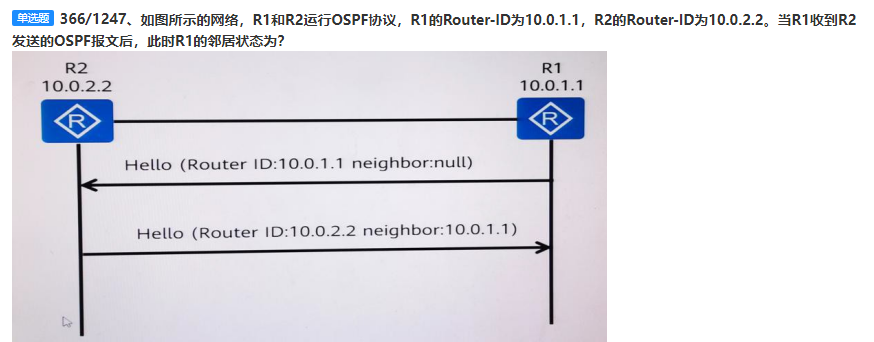 单选题 366/1247、如图所示的网络，R1和R2运行OSPF协议，R1的Router-ID为10.0.1.1，R2的Router-ID为10.0.2.2。当R1收到R2
发送的OSPF报文后，此时R1的邻居状态为？
R2 R1
10.0.2.2 10.0.1.1
R R
Hello (Router ID:10.0.1.1 neighbor:null)
Hello (Router ID:10.0.2.2 neighbor:10.0.1.1)